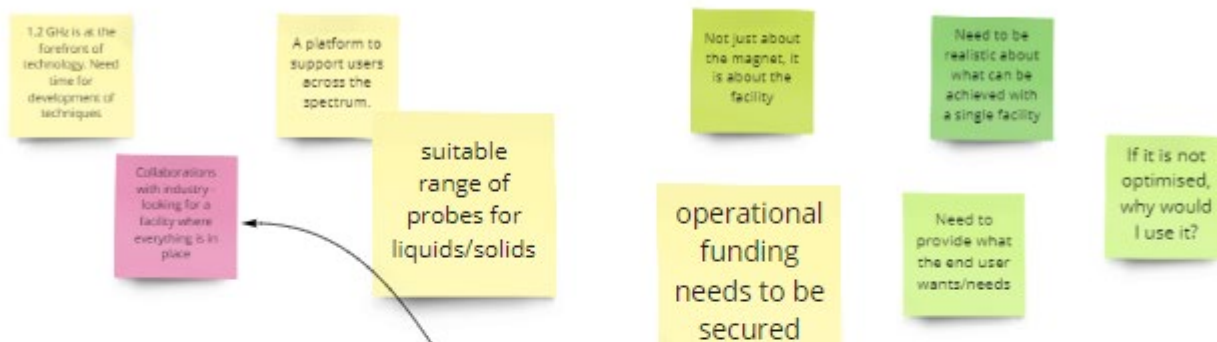 1.2 GHz is at the
forefront of
technology. Need
time for
development of
techniques
A platform to
support users
across the
spectrum.
Collaborations
with industry -
looking for a
facility where
everything is in
place
suitable
range of
probes for
liquids/solids
Not just about
the magnet, it
is about the
facility
Need to be
realistic about
what can be
achieved with
a single facility
operational
funding
needs to be
secured
Need to
provide what
the end user
wants/needs
If it is not
optimised,
why would
I use it?